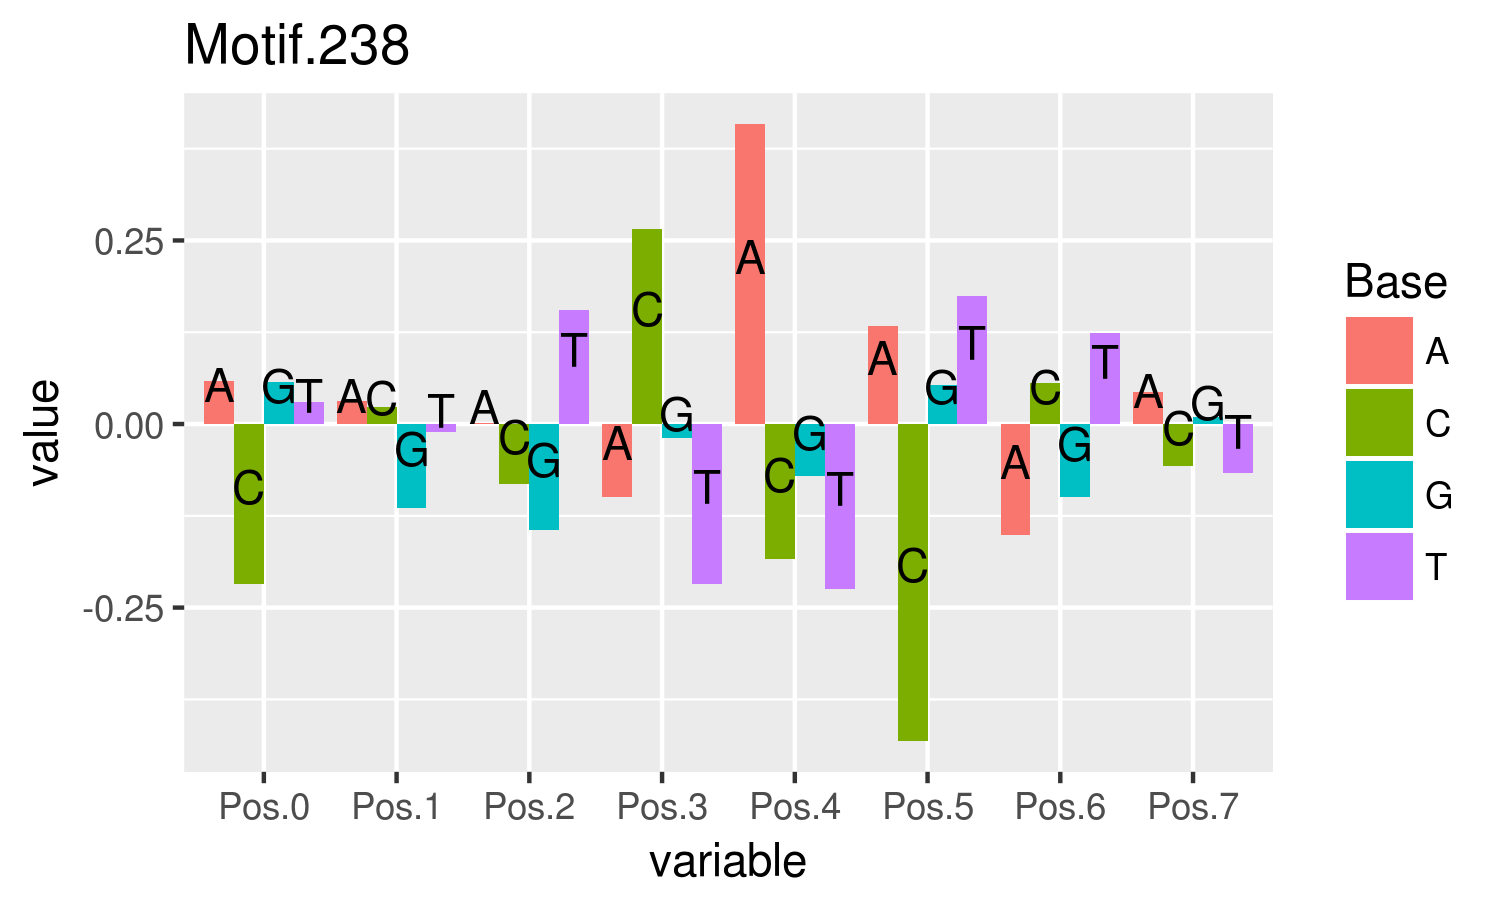 Motif.238
0.25
0.00
-0.25
value
A C G T A C G T A C G T A C G T A C G T A C G T A C G T A C G T
Pos.0 Pos.1 Pos.2 Pos.3 Pos.4 Pos.5 Pos.6 Pos.7
variable
Base
A
C
G
T